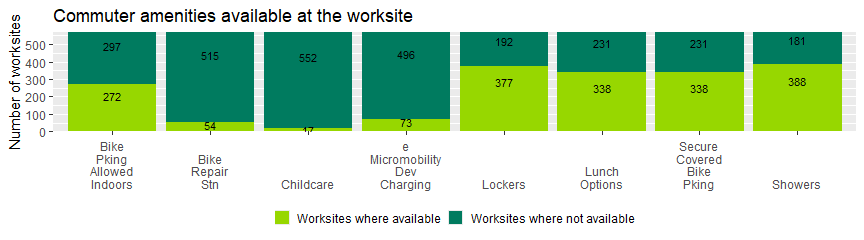 Commuter amenities available at the worksite
Number of worksites
500
400
300
200
100
0
297
515
552
496
192
231
231
181
272
54
17
73
377
338
338
388
Bike
Pking
Allowed
Indoors
Bike
Repair
Stn
Childcare
e
Micromobility
Dev
Charging
Lockers
Lunch
Options
Secure
Covered
Bike
Pking
Showers
Worksites where available
Worksites where not available